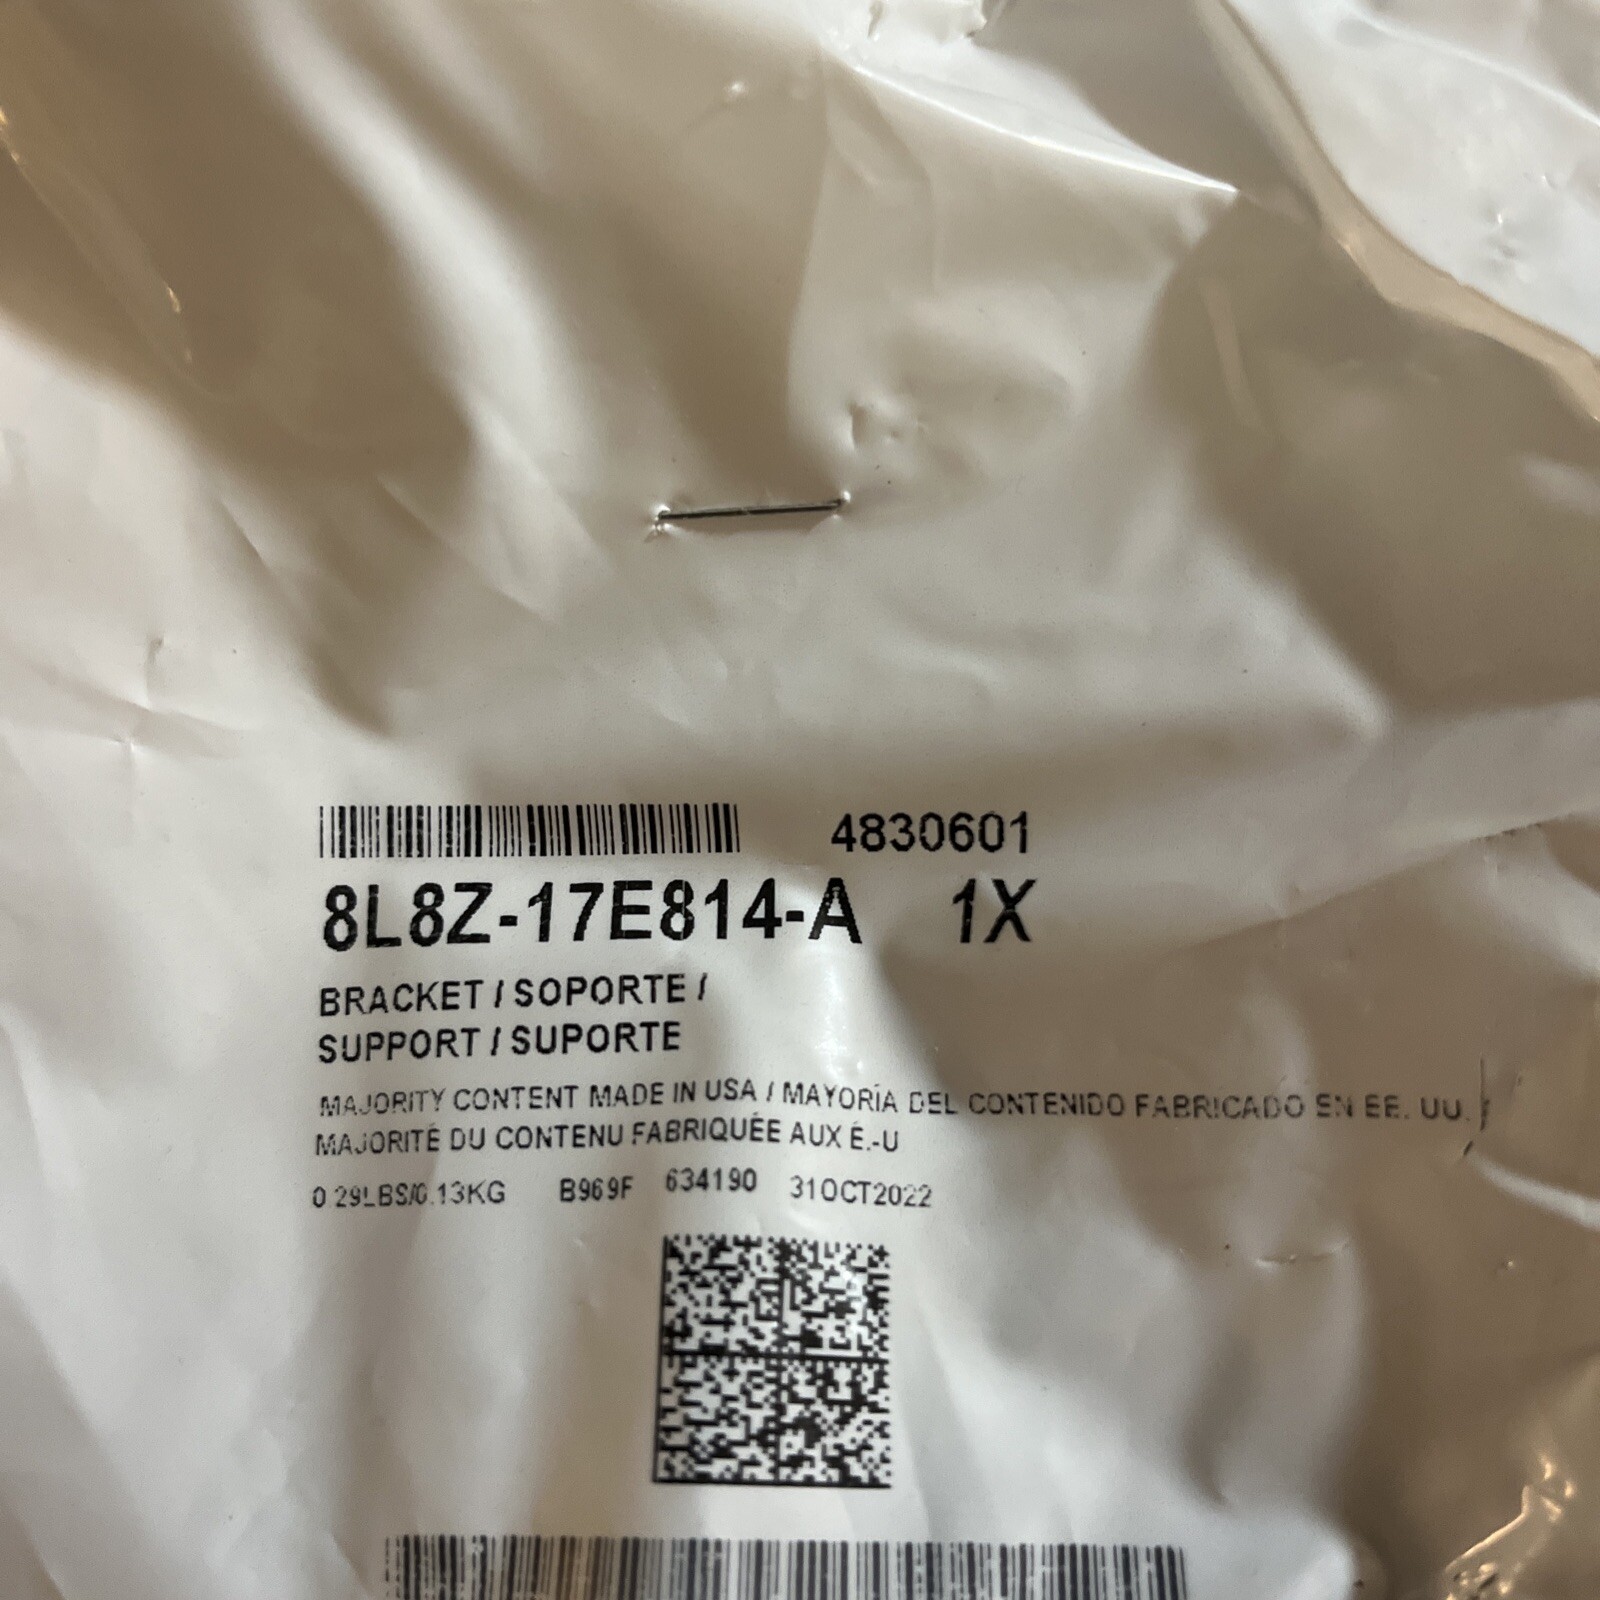 4830601
8L8Z-17E814-A 1X
BRACKET / SOPORTE /
SUPPORT / SUPORTE
MAJORITY CONTENT MADE IN USA / MAYORÍA DEL CONTENIDO FABRICADO EN EE. UU. /
MAJORITÉ DU CONTENU FABRIQUÉE AUX É.-U
0.29LBS/0.13KG B969F 634190 31OCT2022